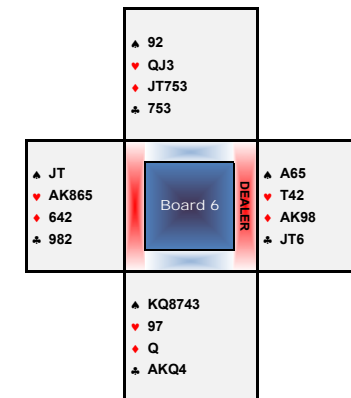 ♠ 92
♥ QJ3
♦ JT753
♣ 753
♠ JT
♥ AK865
♦ 642
♣ 982
Board 6
DEALER
♠ A65
♥ T42
♦ AK98
♣ JT6
♠ KQ8743
♥ 97
♦ Q
♣ AKQ4